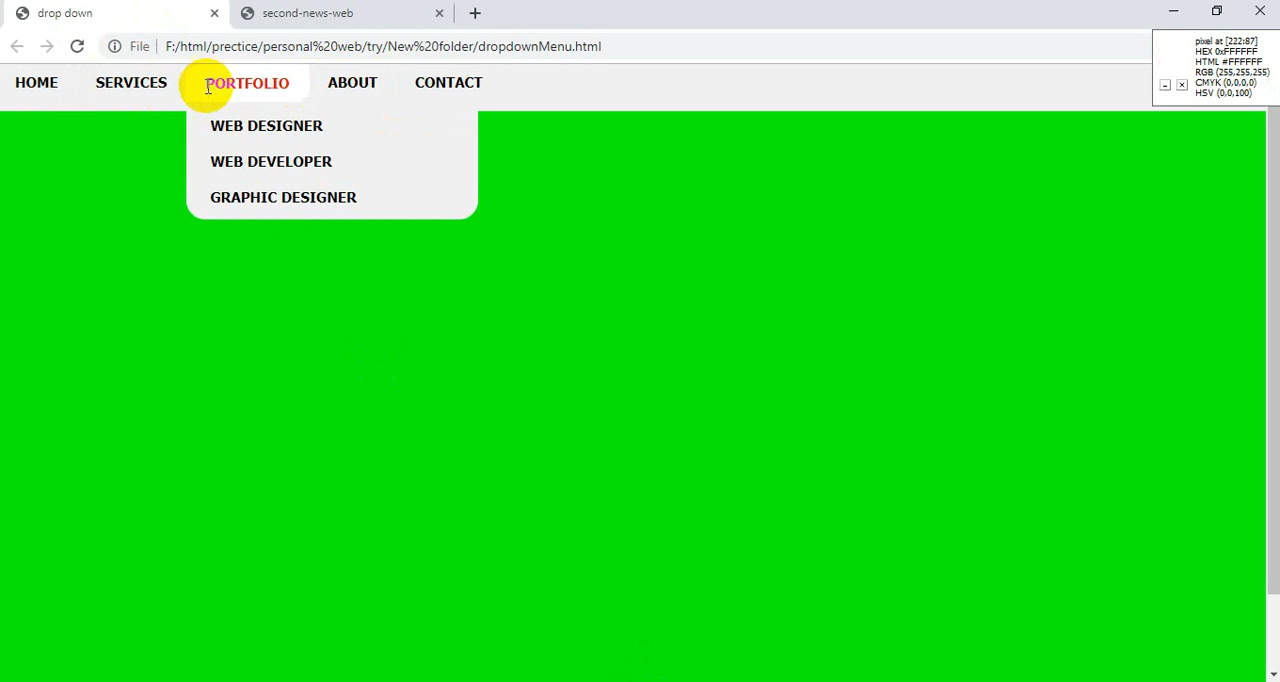 drop down
second-news-web
File
F:/html/prectice/personal%20web/try/New%20folder/dropdownMenu.html
pixel at [222:87]
HEX 0xFFFFFF
HTML #FFFFFF
RGB (255,255,255)
CMYK (0,0,0,0)
HSV (0,0,100)
HOME SERVICES PORTFOLIO ABOUT CONTACT
WEB DESIGNER
WEB DEVELOPER
GRAPHIC DESIGNER